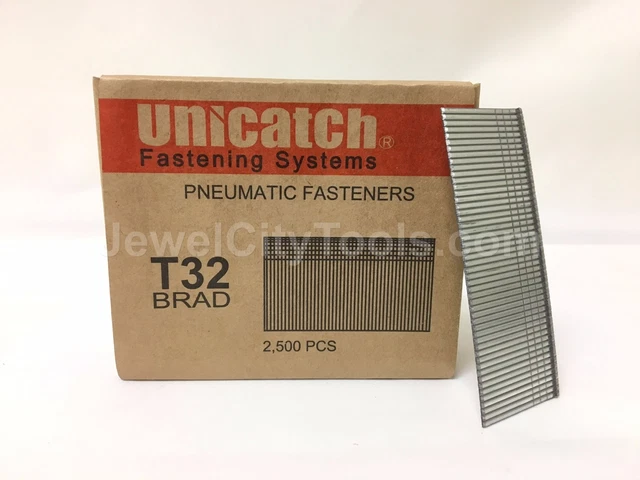 unicatch®
Fastening Systems
PNEUMATIC FASTENERS
JewelCityTools.com
T32
BRAD
2,500 PCS